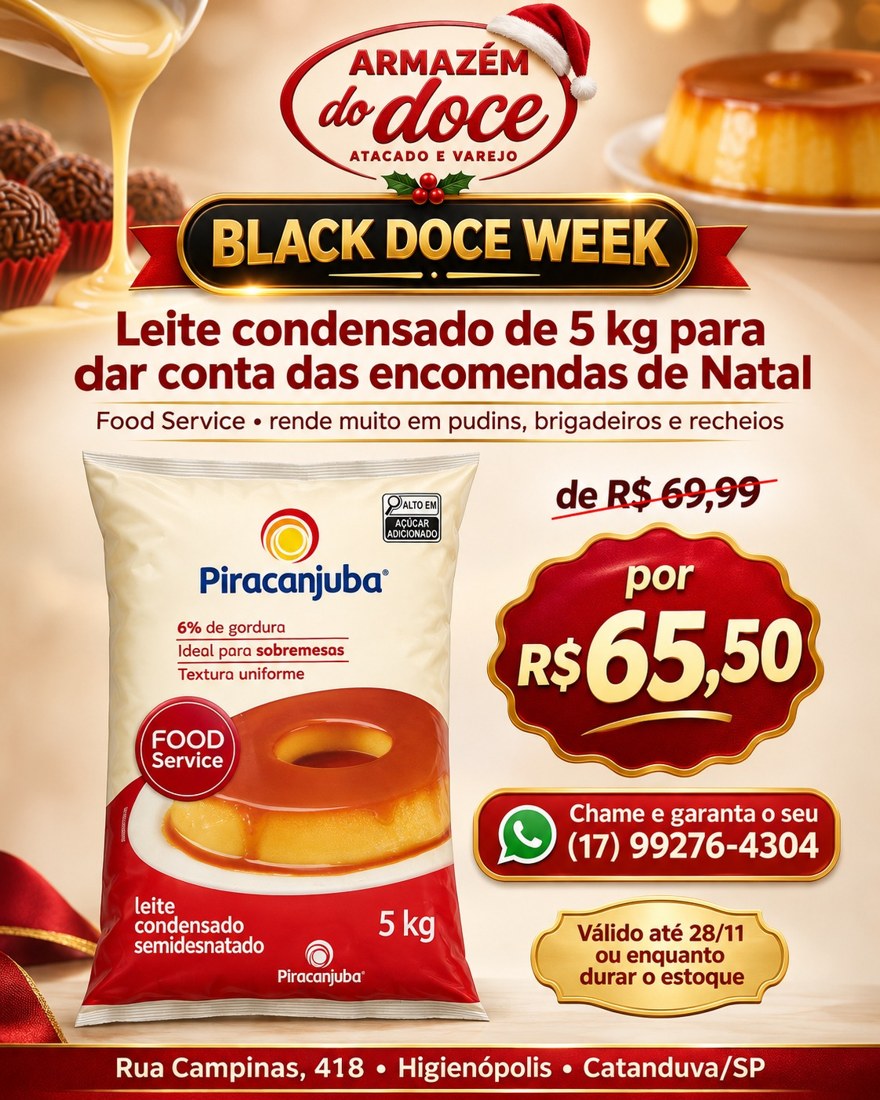 ARMAZÉM
do doce
ATACADO E VAREJO
BLACK DOCE WEEK
Leite condensado de 5 kg para
dar conta das encomendas de Natal
Food Service • rende muito em pudins, brigadeiros e recheios
ALTO EM
AÇÚCAR
ADICIONADO
Piracanjuba®
6% de gordura
Ideal para sobremesas
Textura uniforme
FOOD
Service
leite
condensado
semidesnatado
5 kg
Piracanjuba®
de R$ 69,99
por
R$ 65,50
Chame e garanta o seu
(17) 99276-4304
Válido até 28/11
ou enquanto
durar o estoque
Rua Campinas, 418 • Higienópolis • Catanduva/SP